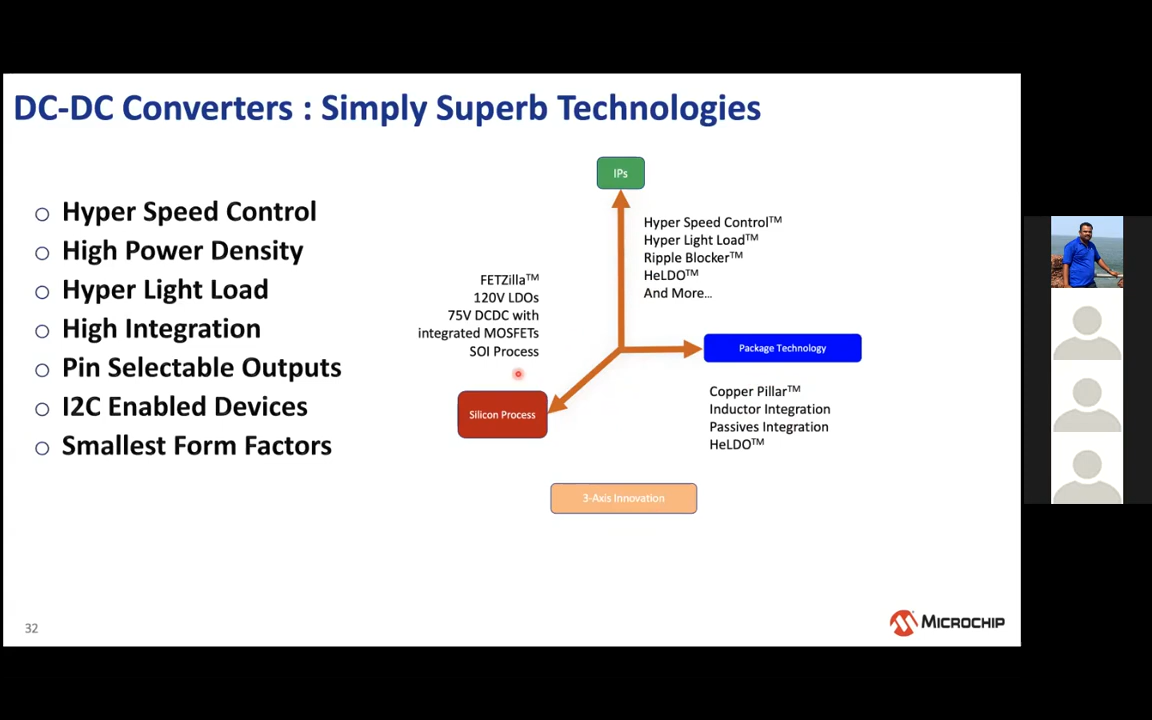 DC-DC Converters : Simply Superb Technologies
Hyper Speed Control
High Power Density
Hyper Light Load
High Integration
Pin Selectable Outputs
I2C Enabled Devices
Smallest Form Factors
IPs
Hyper Speed Control™
Hyper Light Load™
Ripple Blocker™
HeLDO™
And More...
FETZilla™
120V LDOs
75V DCDC with
integrated MOSFETs
SOI Process
Package Technology
Copper Pillar™
Inductor Integration
Passives Integration
HeLDO™
Silicon Process
3-Axis Innovation
32
MICROCHIP